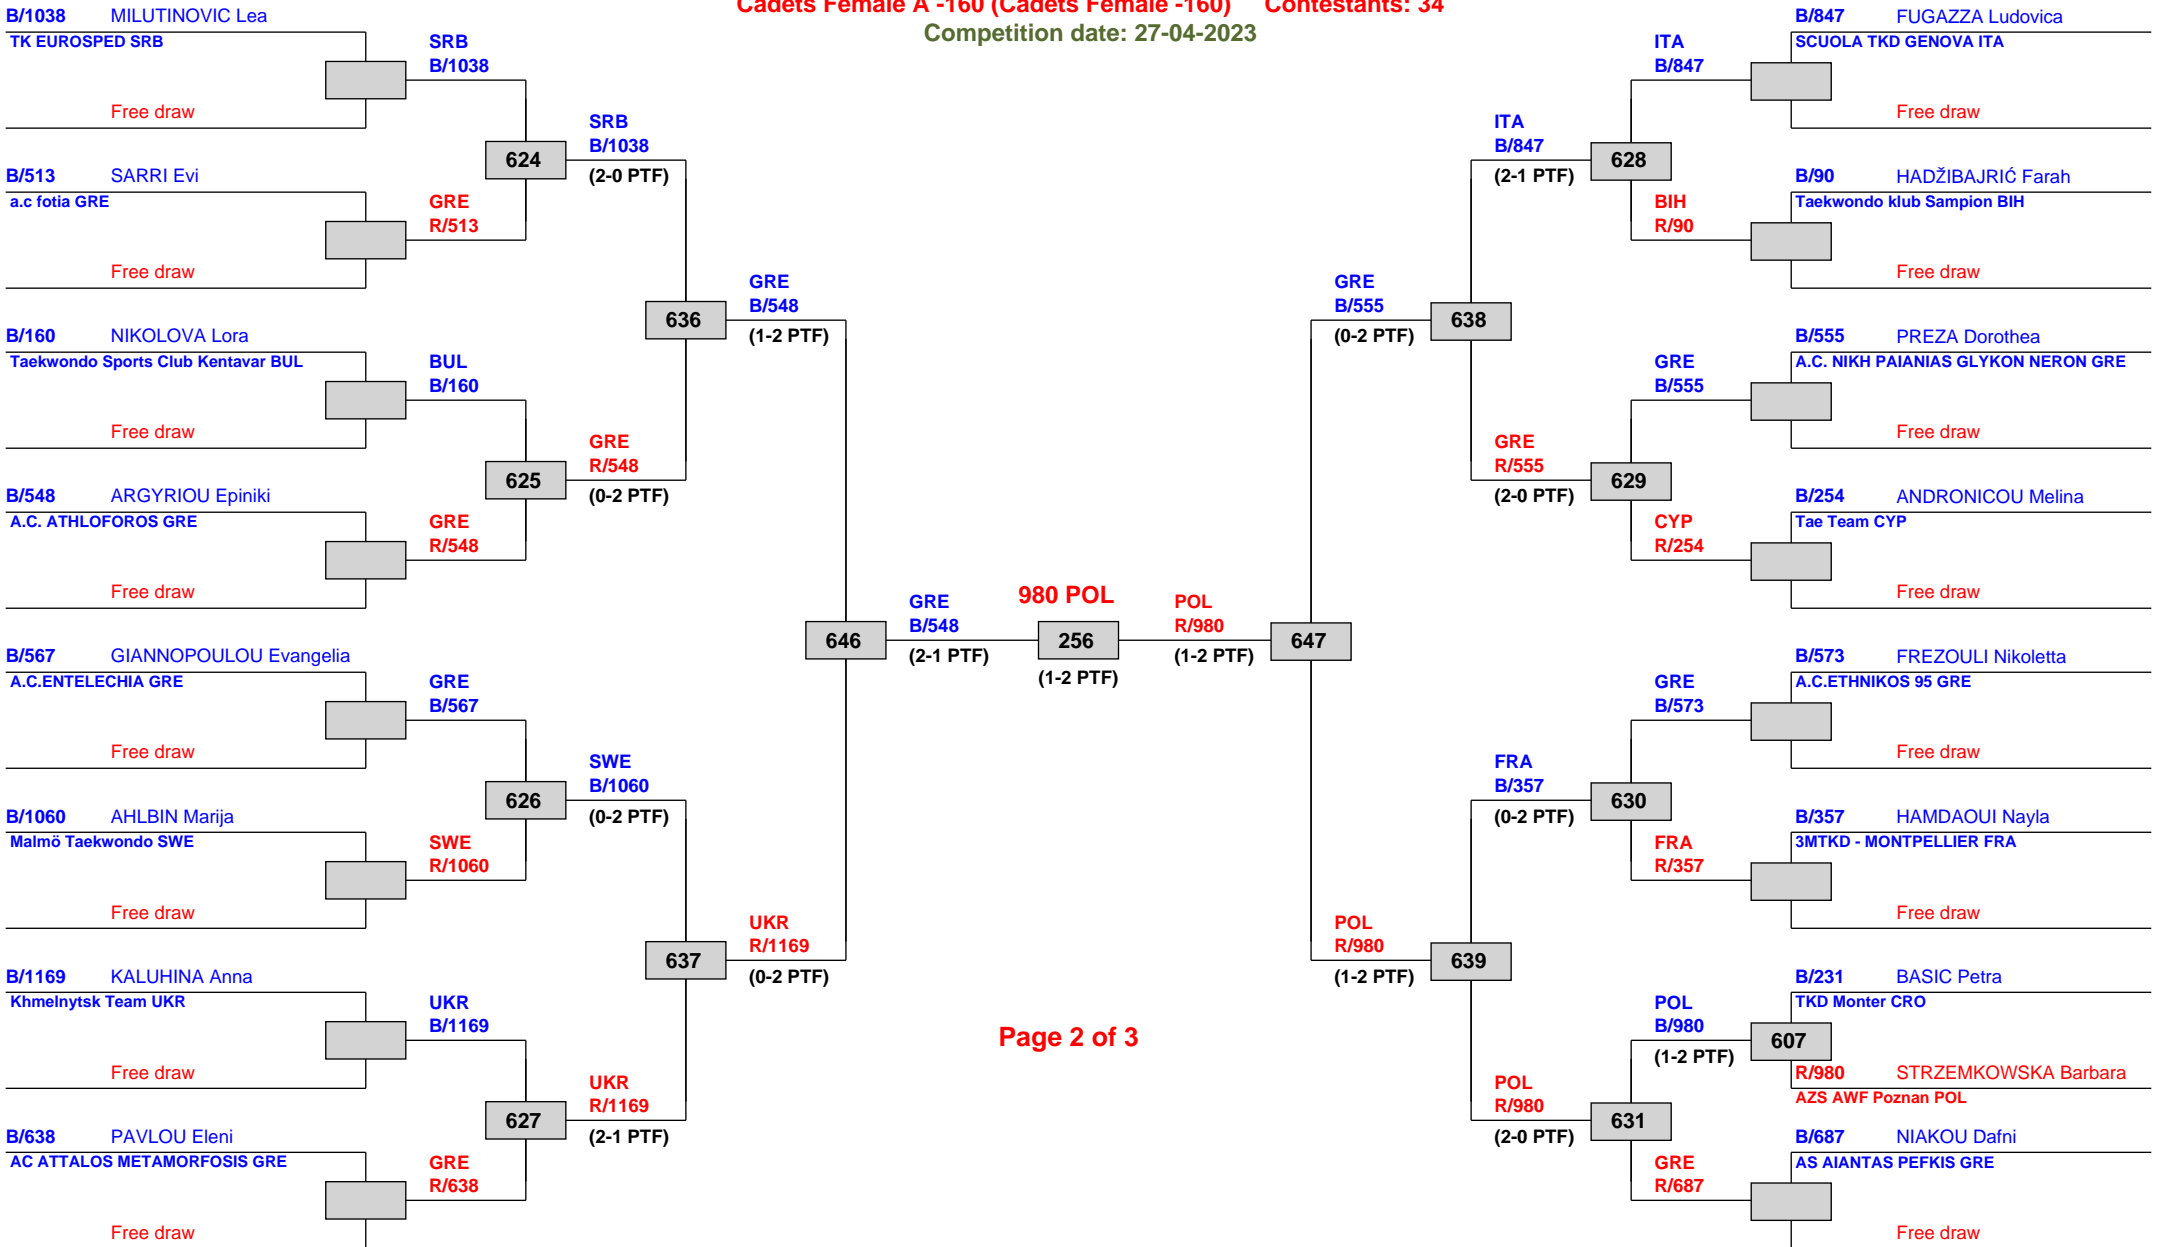 Cadets Female A -160 (Cadets Female -160) Contestants: 34
Competition date: 27-04-2023
B/1038 MILUTINOVIC Lea
TK EUROSPED SRB
Free draw
B/513 SARRI Evi
a.c fotia GRE
Free draw
B/160 NIKOLOVA Lora
Taekwondo Sports Club Kentavar BUL
Free draw
B/548 ARGYRIOU Epiniki
A.C. ATHLOFOROS GRE
Free draw
B/567 GIANNOPOULOU Evangelia
A.C.ENTELECHIA GRE
Free draw
B/1060 AHLBIN Marija
Malmö Taekwondo SWE
Free draw
B/1169 KALUHINA Anna
Khmelnytsk Team UKR
Free draw
B/638 PAVLOU Eleni
AC ATTALOS METAMORFOSIS GRE
Free draw
SRB
B/1038
624
GRE
R/513
BUL
B/160
625
GRE
R/548
GRE
B/567
626
SWE
R/1060
UKR
B/1169
627
GRE
R/638
SRB
B/1038
(2-0 PTF)
636
GRE
R/548
(0-2 PTF)
SWE
B/1060
(0-2 PTF)
637
UKR
R/1169
(2-1 PTF)
GRE
B/548
(1-2 PTF)
646
UKR
R/1169
(0-2 PTF)
GRE
B/548
(2-1 PTF)
980 POL
256
(1-2 PTF)
POL
R/980
(1-2 PTF)
647
Page 2 of 3
GRE
B/555
(0-2 PTF)
638
POL
R/980
(1-2 PTF)
639
ITA
B/847
(2-1 PTF)
628
GRE
R/555
(2-0 PTF)
629
FRA
B/357
(0-2 PTF)
630
POL
R/980
(2-0 PTF)
631
ITA
B/847
BIH
R/90
GRE
B/555
CYP
R/254
GRE
B/573
FRA
R/357
POL
B/980
(1-2 PTF)
607
GRE
R/687
B/847 FUGAZZA Ludovica
SCUOLA TKD GENOVA ITA
Free draw
B/90 HADŽIBAJRIĆ Farah
Taekwondo klub Sampion BIH
Free draw
B/555 PREZA Dorothea
A.C. NIKH PAIANIAS GLYKON NERON GRE
Free draw
B/254 ANDRONICOU Melina
Tae Team CYP
Free draw
B/573 FREZOULI Nikoletta
A.C.ETHNIKOS 95 GRE
Free draw
B/357 HAMDAOUI Nayla
3MTKD - MONTPELLIER FRA
Free draw
B/231 BASIC Petra
TKD Monter CRO
R/980 STRZEMKOWSKA Barbara
AZS AWF Poznan POL
B/687 NIAKOU Dafni
AS AIANTAS PEFKIS GRE
Free draw